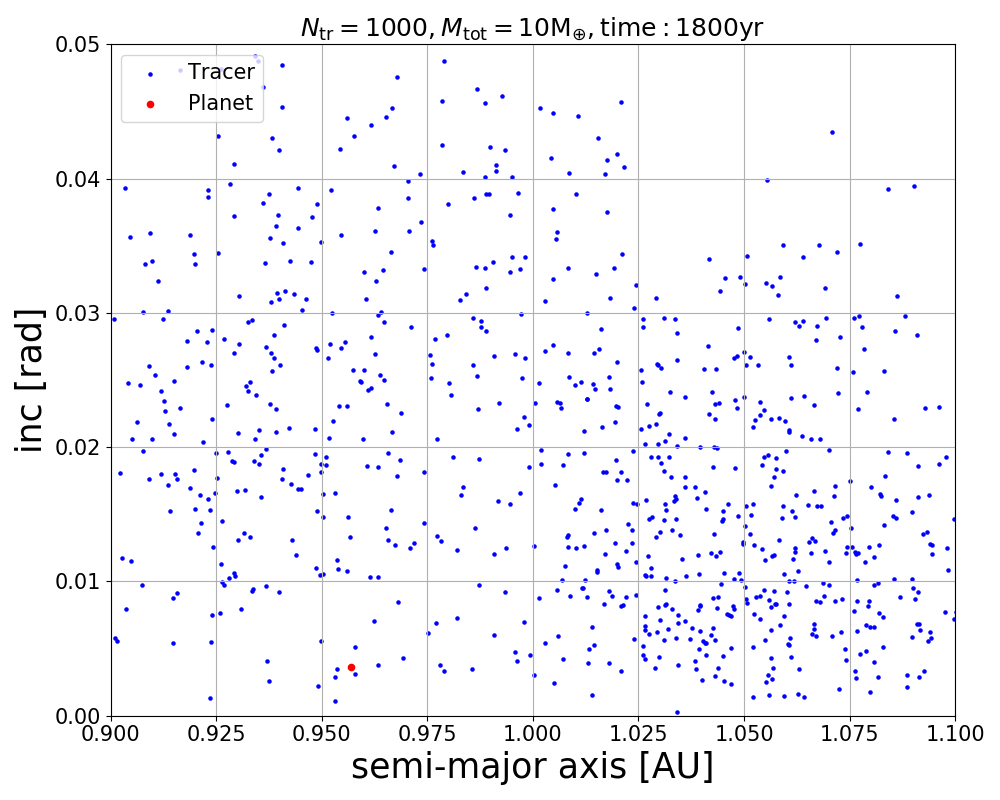 N_tr = 1000, M_tot = 10M_⊕, time : 1800yr
0.05
Tracer
Planet
0.04
0.03
inc [rad]
0.02
0.01
0.00
0.900 0.925 0.950 0.975 1.000 1.025 1.050 1.075 1.100
semi-major axis [AU]